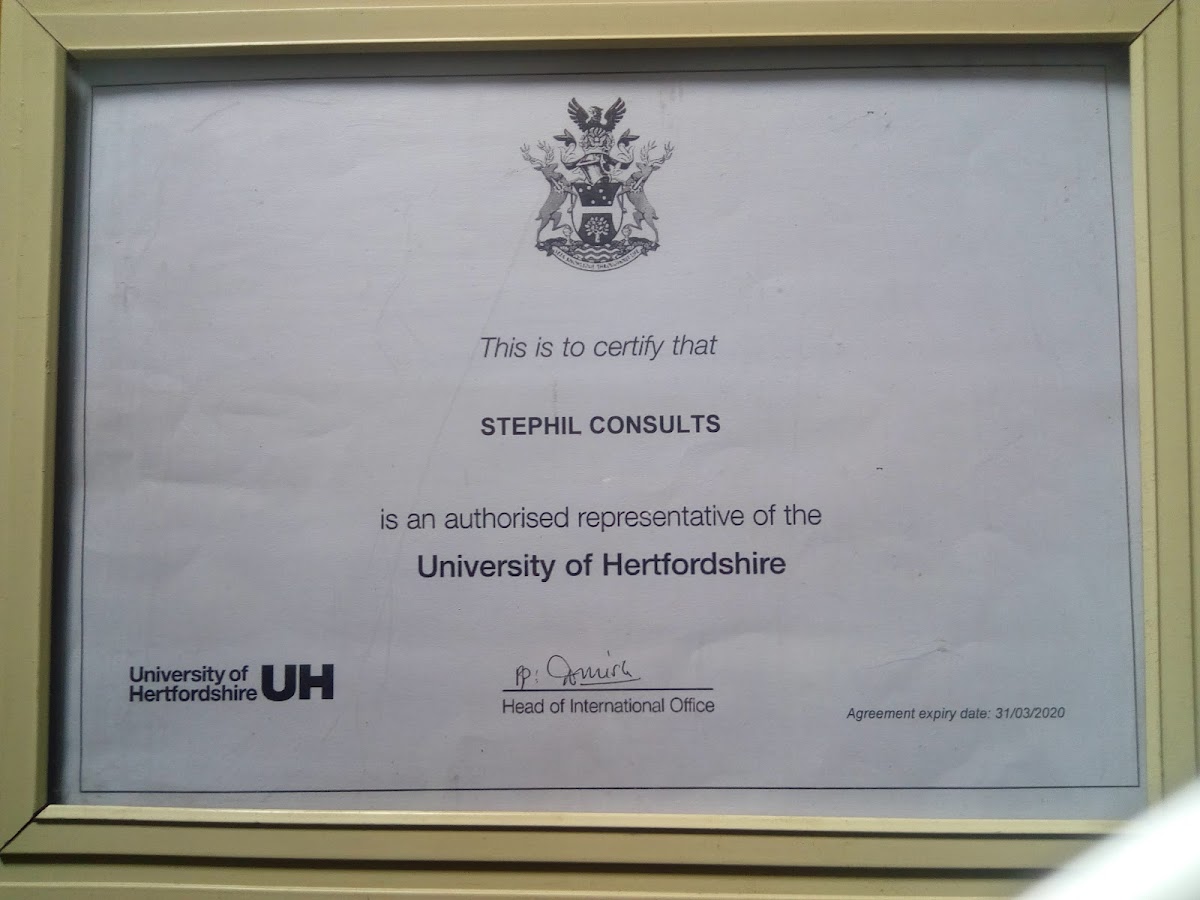 This is to certify that
STEPHIL CONSULTS
is an authorised representative of the
University of Hertfordshire
University of
Hertfordshire UH
pp:
Head of International Office
Agreement expiry date: 31/03/2020